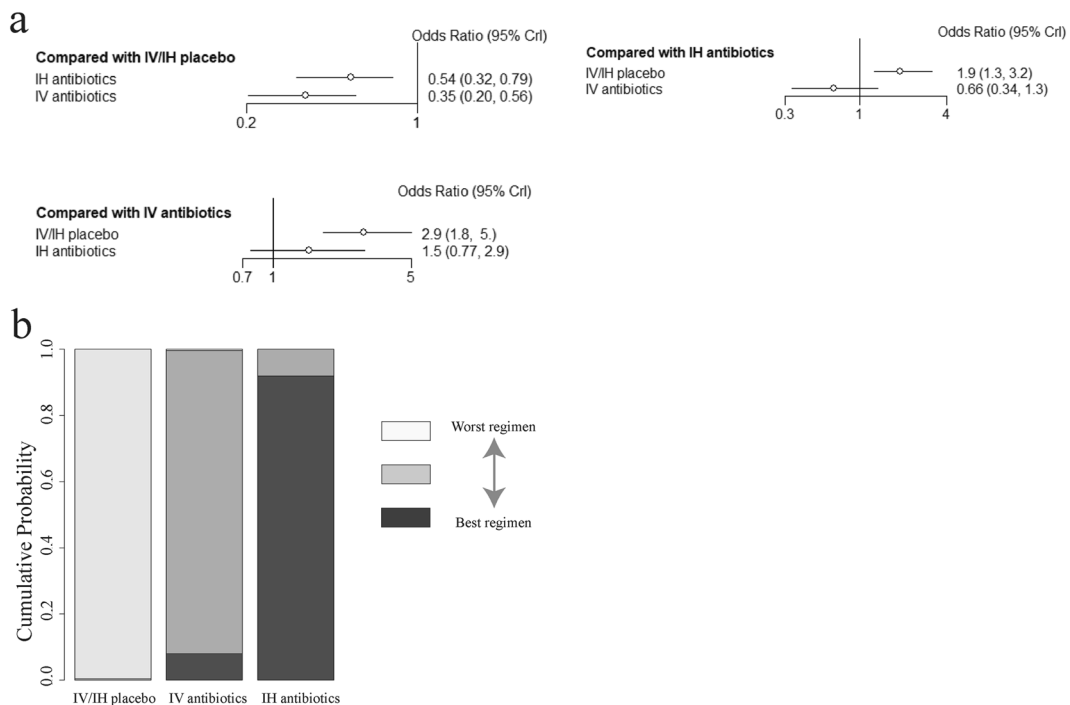 a
Odds Ratio (95% CrI)
Compared with IV/IH placebo
IH antibiotics 0.54 (0.32, 0.79)
IV antibiotics 0.35 (0.20, 0.56)
0.2 1
Odds Ratio (95% CrI)
Compared with IH antibiotics
IV/IH placebo 1.9 (1.3, 3.2)
IV antibiotics 0.66 (0.34, 1.3)
0.3 1 4
Odds Ratio (95% CrI)
Compared with IV antibiotics
IV/IH placebo 2.9 (1.8, 5.)
IH antibiotics 1.5 (0.77, 2.9)
0.7 1 5
b
Cumulative Probability
1.0
0.8
0.6
0.4
0.2
0.0
IV/IH placebo IV antibiotics IH antibiotics
Worst regimen
Best regimen